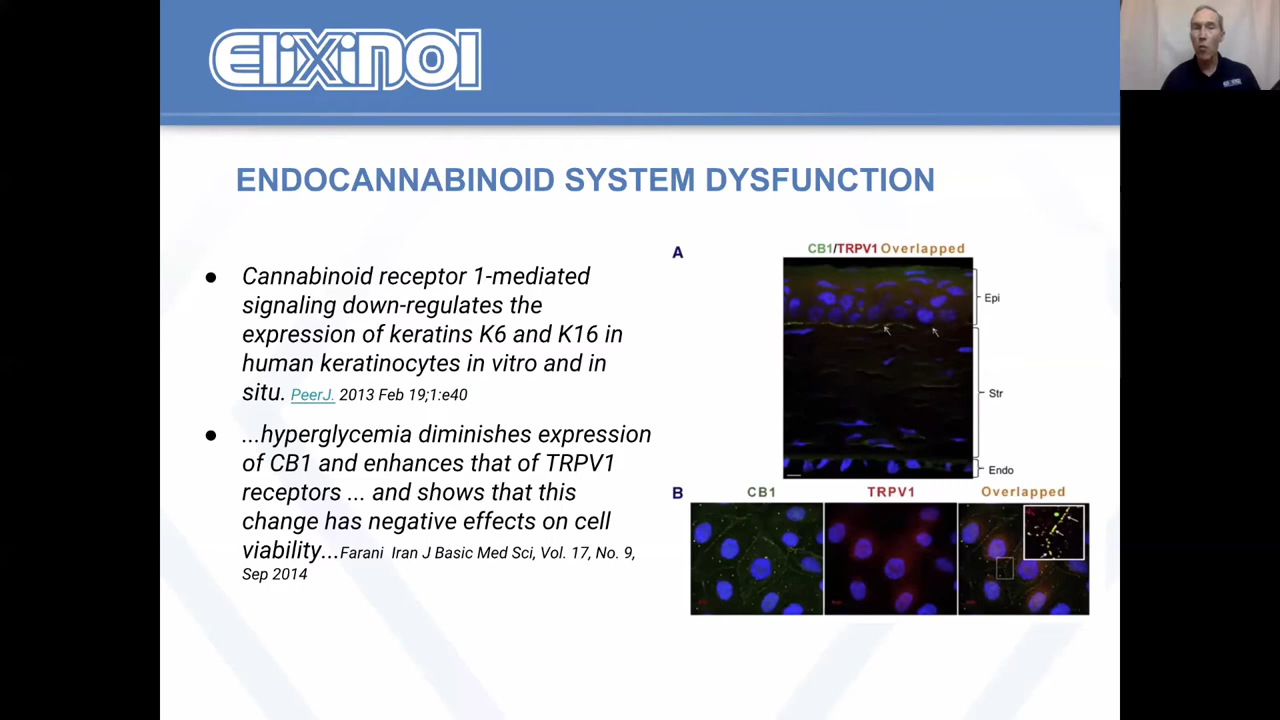 Elixinol
ENDOCANNABINOID SYSTEM DYSFUNCTION
● Cannabinoid receptor 1-mediated
signaling down-regulates the
expression of keratins K6 and K16 in
human keratinocytes in vitro and in
situ. PeerJ. 2013 Feb 19;1:e40
● ...hyperglycemia diminishes expression
of CB1 and enhances that of TRPV1
receptors ... and shows that this
change has negative effects on cell
viability...Farani Iran J Basic Med Sci, Vol. 17, No. 9,
Sep 2014
A
CB1/TRPV1 Overlapped
Epi
Str
Endo
B
CB1 TRPV1 Overlapped